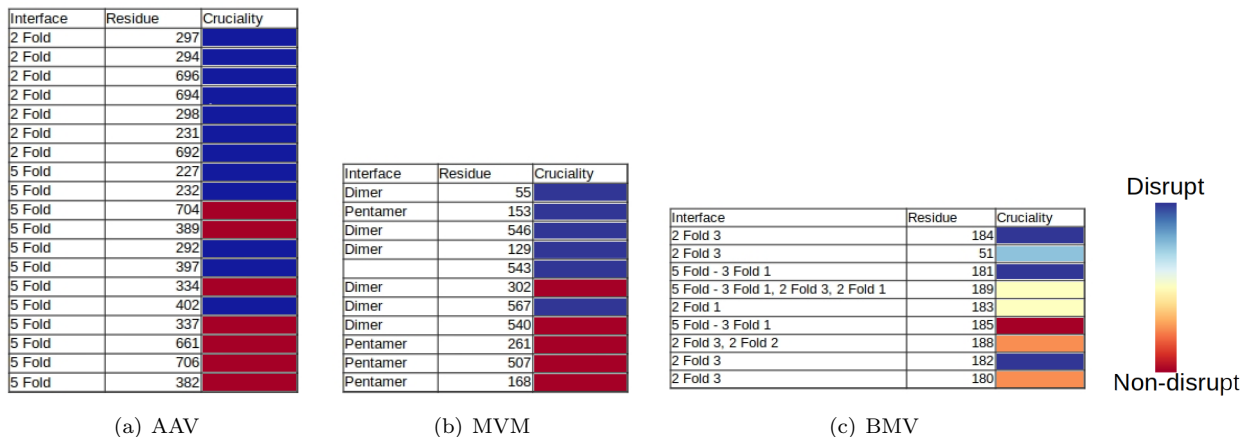 Interface Residue Cruciality
2 Fold 297
2 Fold 294
2 Fold 696
2 Fold 694
2 Fold 298
2 Fold 231
2 Fold 692
5 Fold 227
5 Fold 232
5 Fold 704
5 Fold 389
5 Fold 292
5 Fold 397
5 Fold 334
5 Fold 402
5 Fold 337
5 Fold 661
5 Fold 706
5 Fold 382
(a) AAV
Interface Residue Cruciality
Dimer 55
Pentamer 153
Dimer 546
Dimer 129
543
Dimer 302
Dimer 567
Dimer 540
Pentamer 261
Pentamer 507
Pentamer 168
(b) MVM
Interface Residue Cruciality
2 Fold 3 184
2 Fold 3 51
5 Fold - 3 Fold 1 181
5 Fold - 3 Fold 1, 2 Fold 3, 2 Fold 1 189
2 Fold 1 183
5 Fold - 3 Fold 1 185
2 Fold 3, 2 Fold 2 188
2 Fold 3 182
2 Fold 3 180
(c) BMV
Disrupt
Non-disrupt